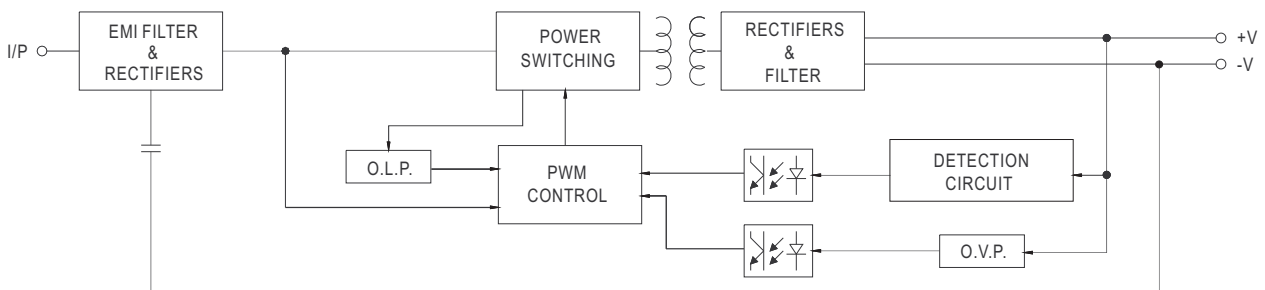 I/P
EMI FILTER
&
RECTIFIERS
POWER
SWITCHING
RECTIFIERS
&
FILTER
+V
-V
O.L.P.
PWM
CONTROL
DETECTION
CIRCUIT
O.V.P.